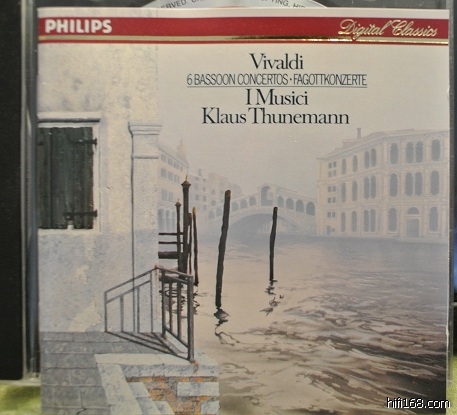 PHILIPS
Digital Classics
Vivaldi
6 BASSOON CONCERTOS · FAGOTTKONZERTE
I Musici
Klaus Thunemann
hifi168.com